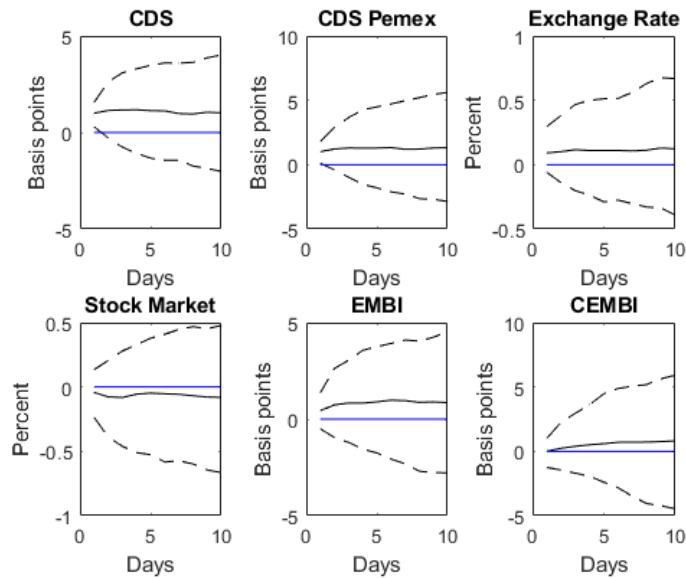 CDS
5
0
-5
Basis points
0
5
10
Days
CDS Pemex
10
5
0
-5
Basis points
0
5
10
Days
Exchange Rate
1
0.5
0
-0.5
Percent
0
5
10
Days
Stock Market
0.5
0
-0.5
-1
Percent
0
5
10
Days
EMBI
5
0
-5
Basis points
0
5
10
Days
CEMBI
10
5
0
-5
Basis points
0
5
10
Days